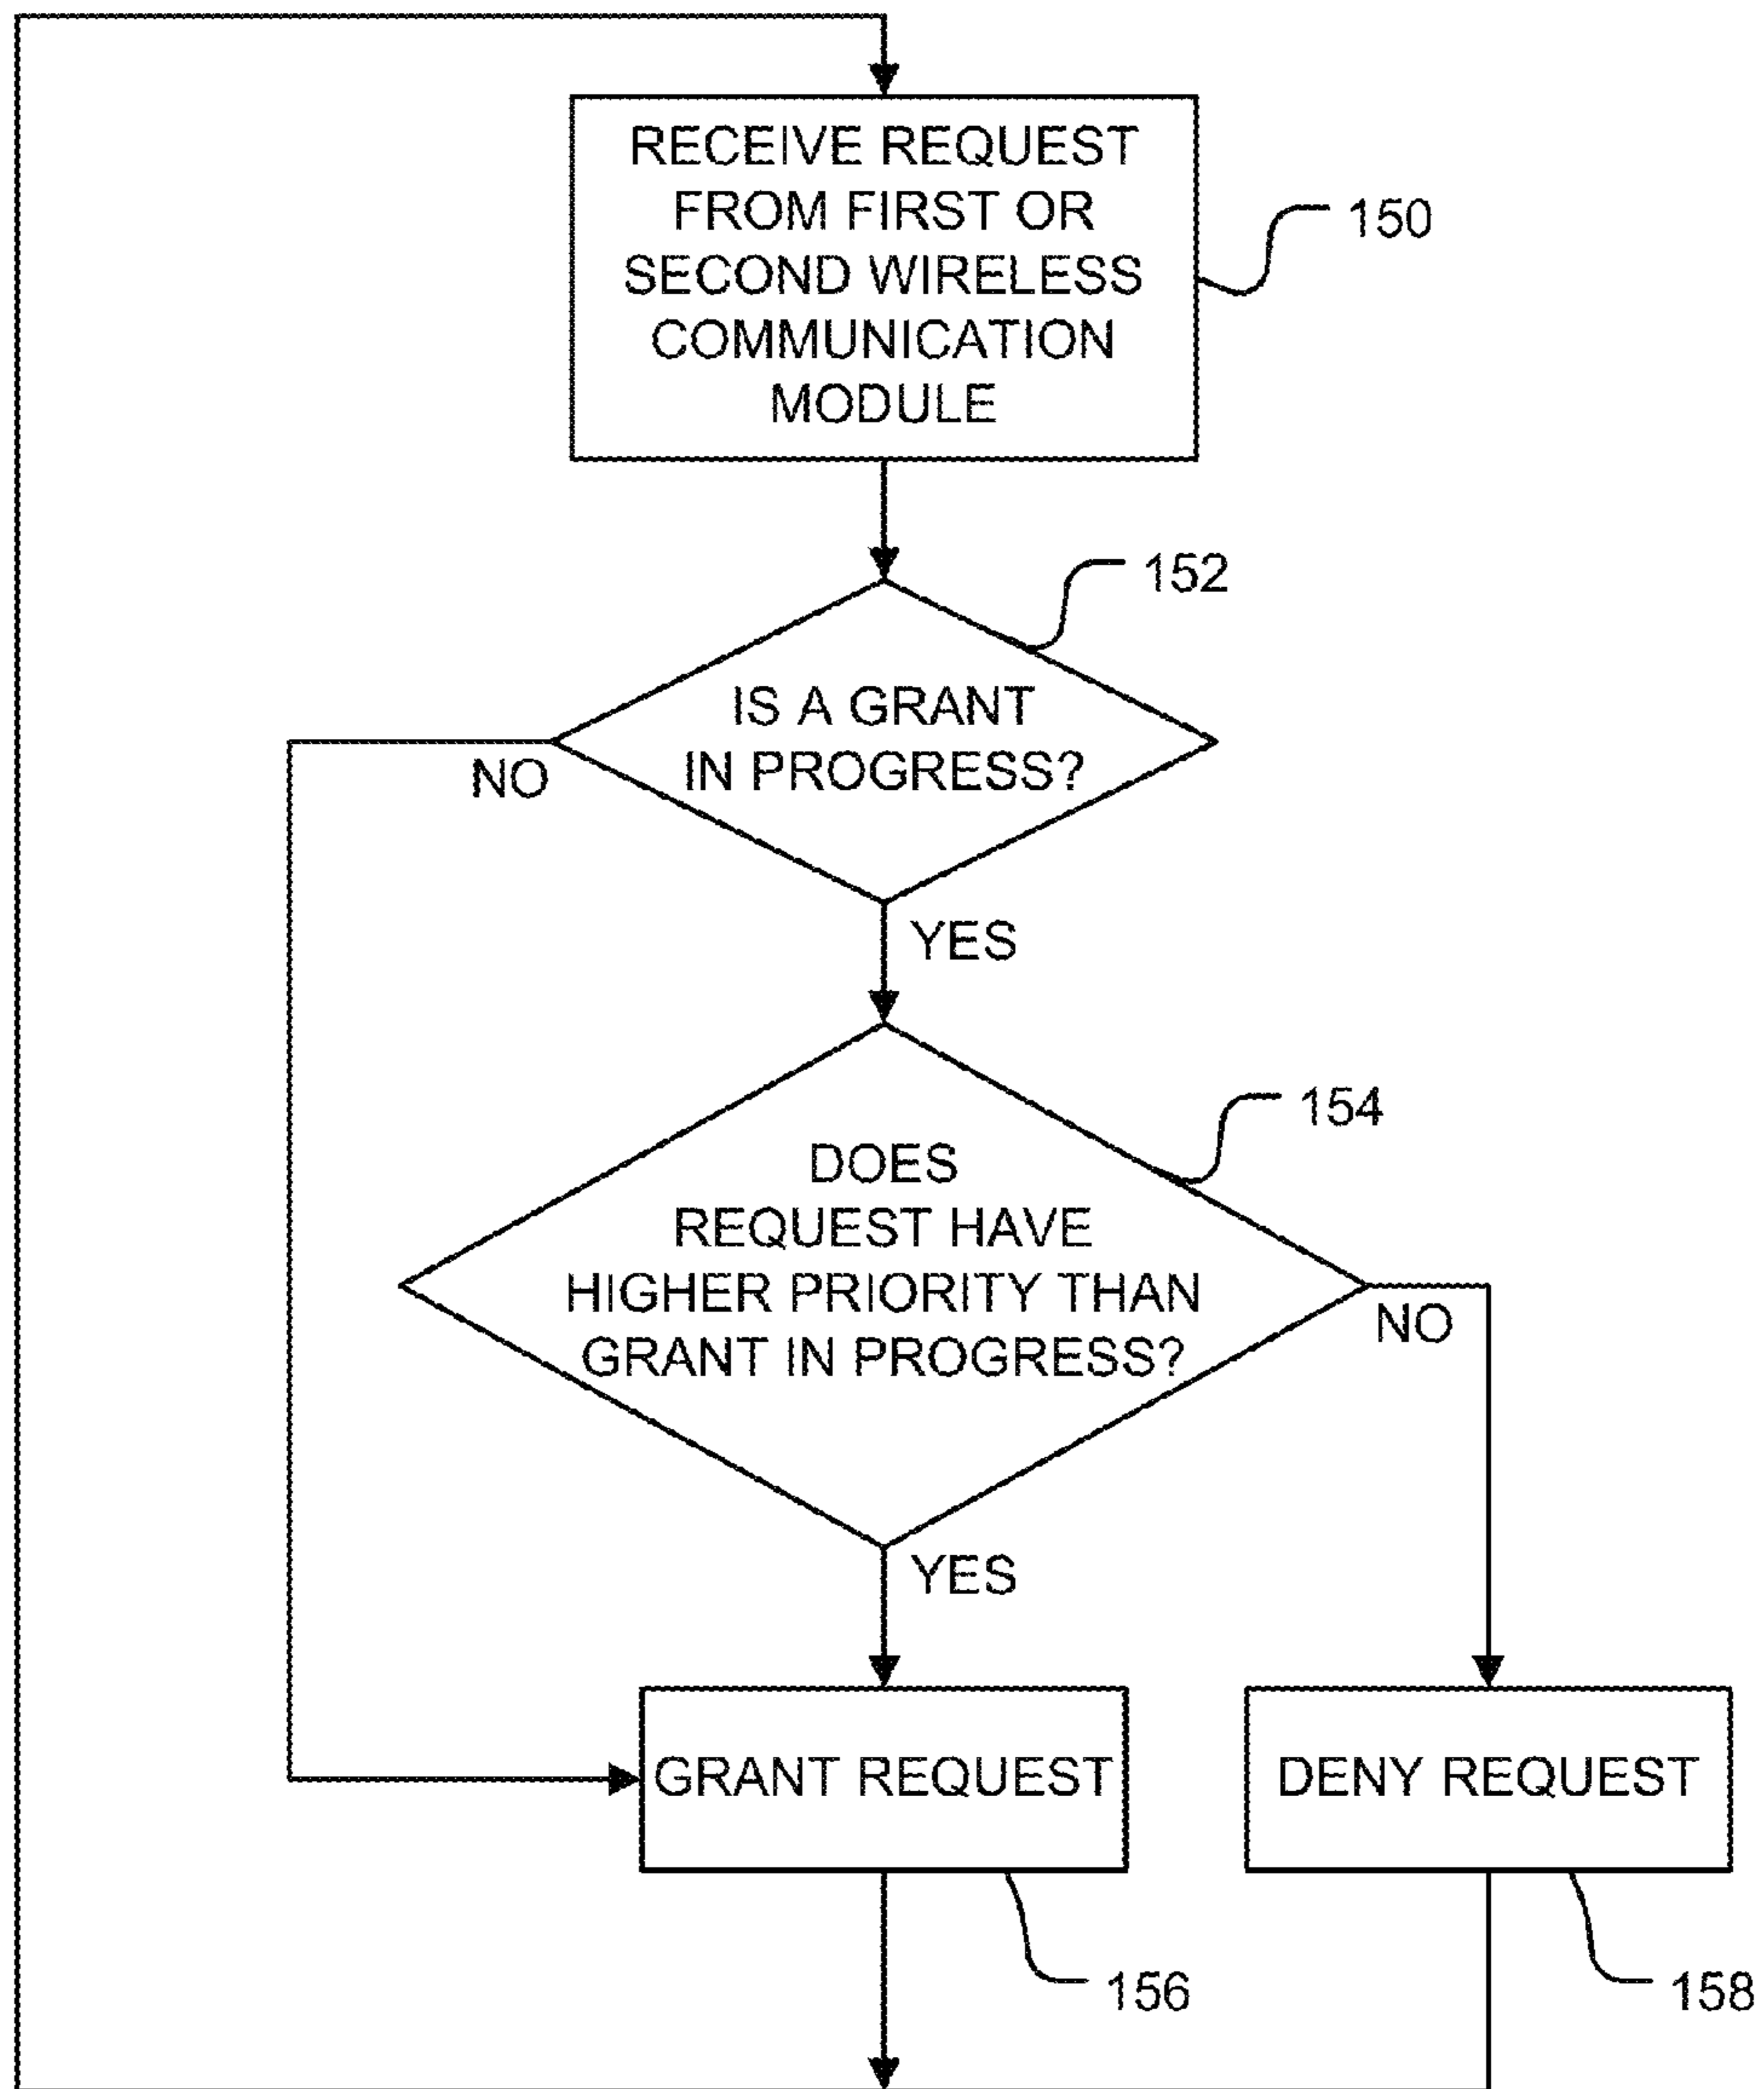 RECEIVE REQUEST
FROM FIRST OR
SECOND WIRELESS
COMMUNICATION
MODULE
150
152
IS A GRANT
IN PROGRESS?
NO
YES
154
DOES
REQUEST HAVE
HIGHER PRIORITY THAN
GRANT IN PROGRESS?
NO
YES
GRANT REQUEST
DENY REQUEST
156
158